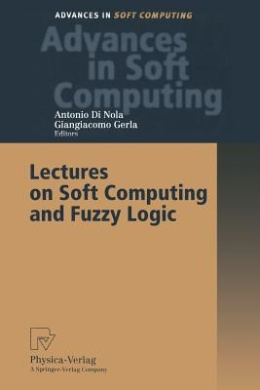 ADVANCES IN SOFT COMPUTING
Advances
in Soft
Computing
Antonio Di Nola
Giangiacomo Gerla
Editors
Lectures
on Soft Computing
and Fuzzy Logic
Physica-Verlag
A Springer-Verlag Company